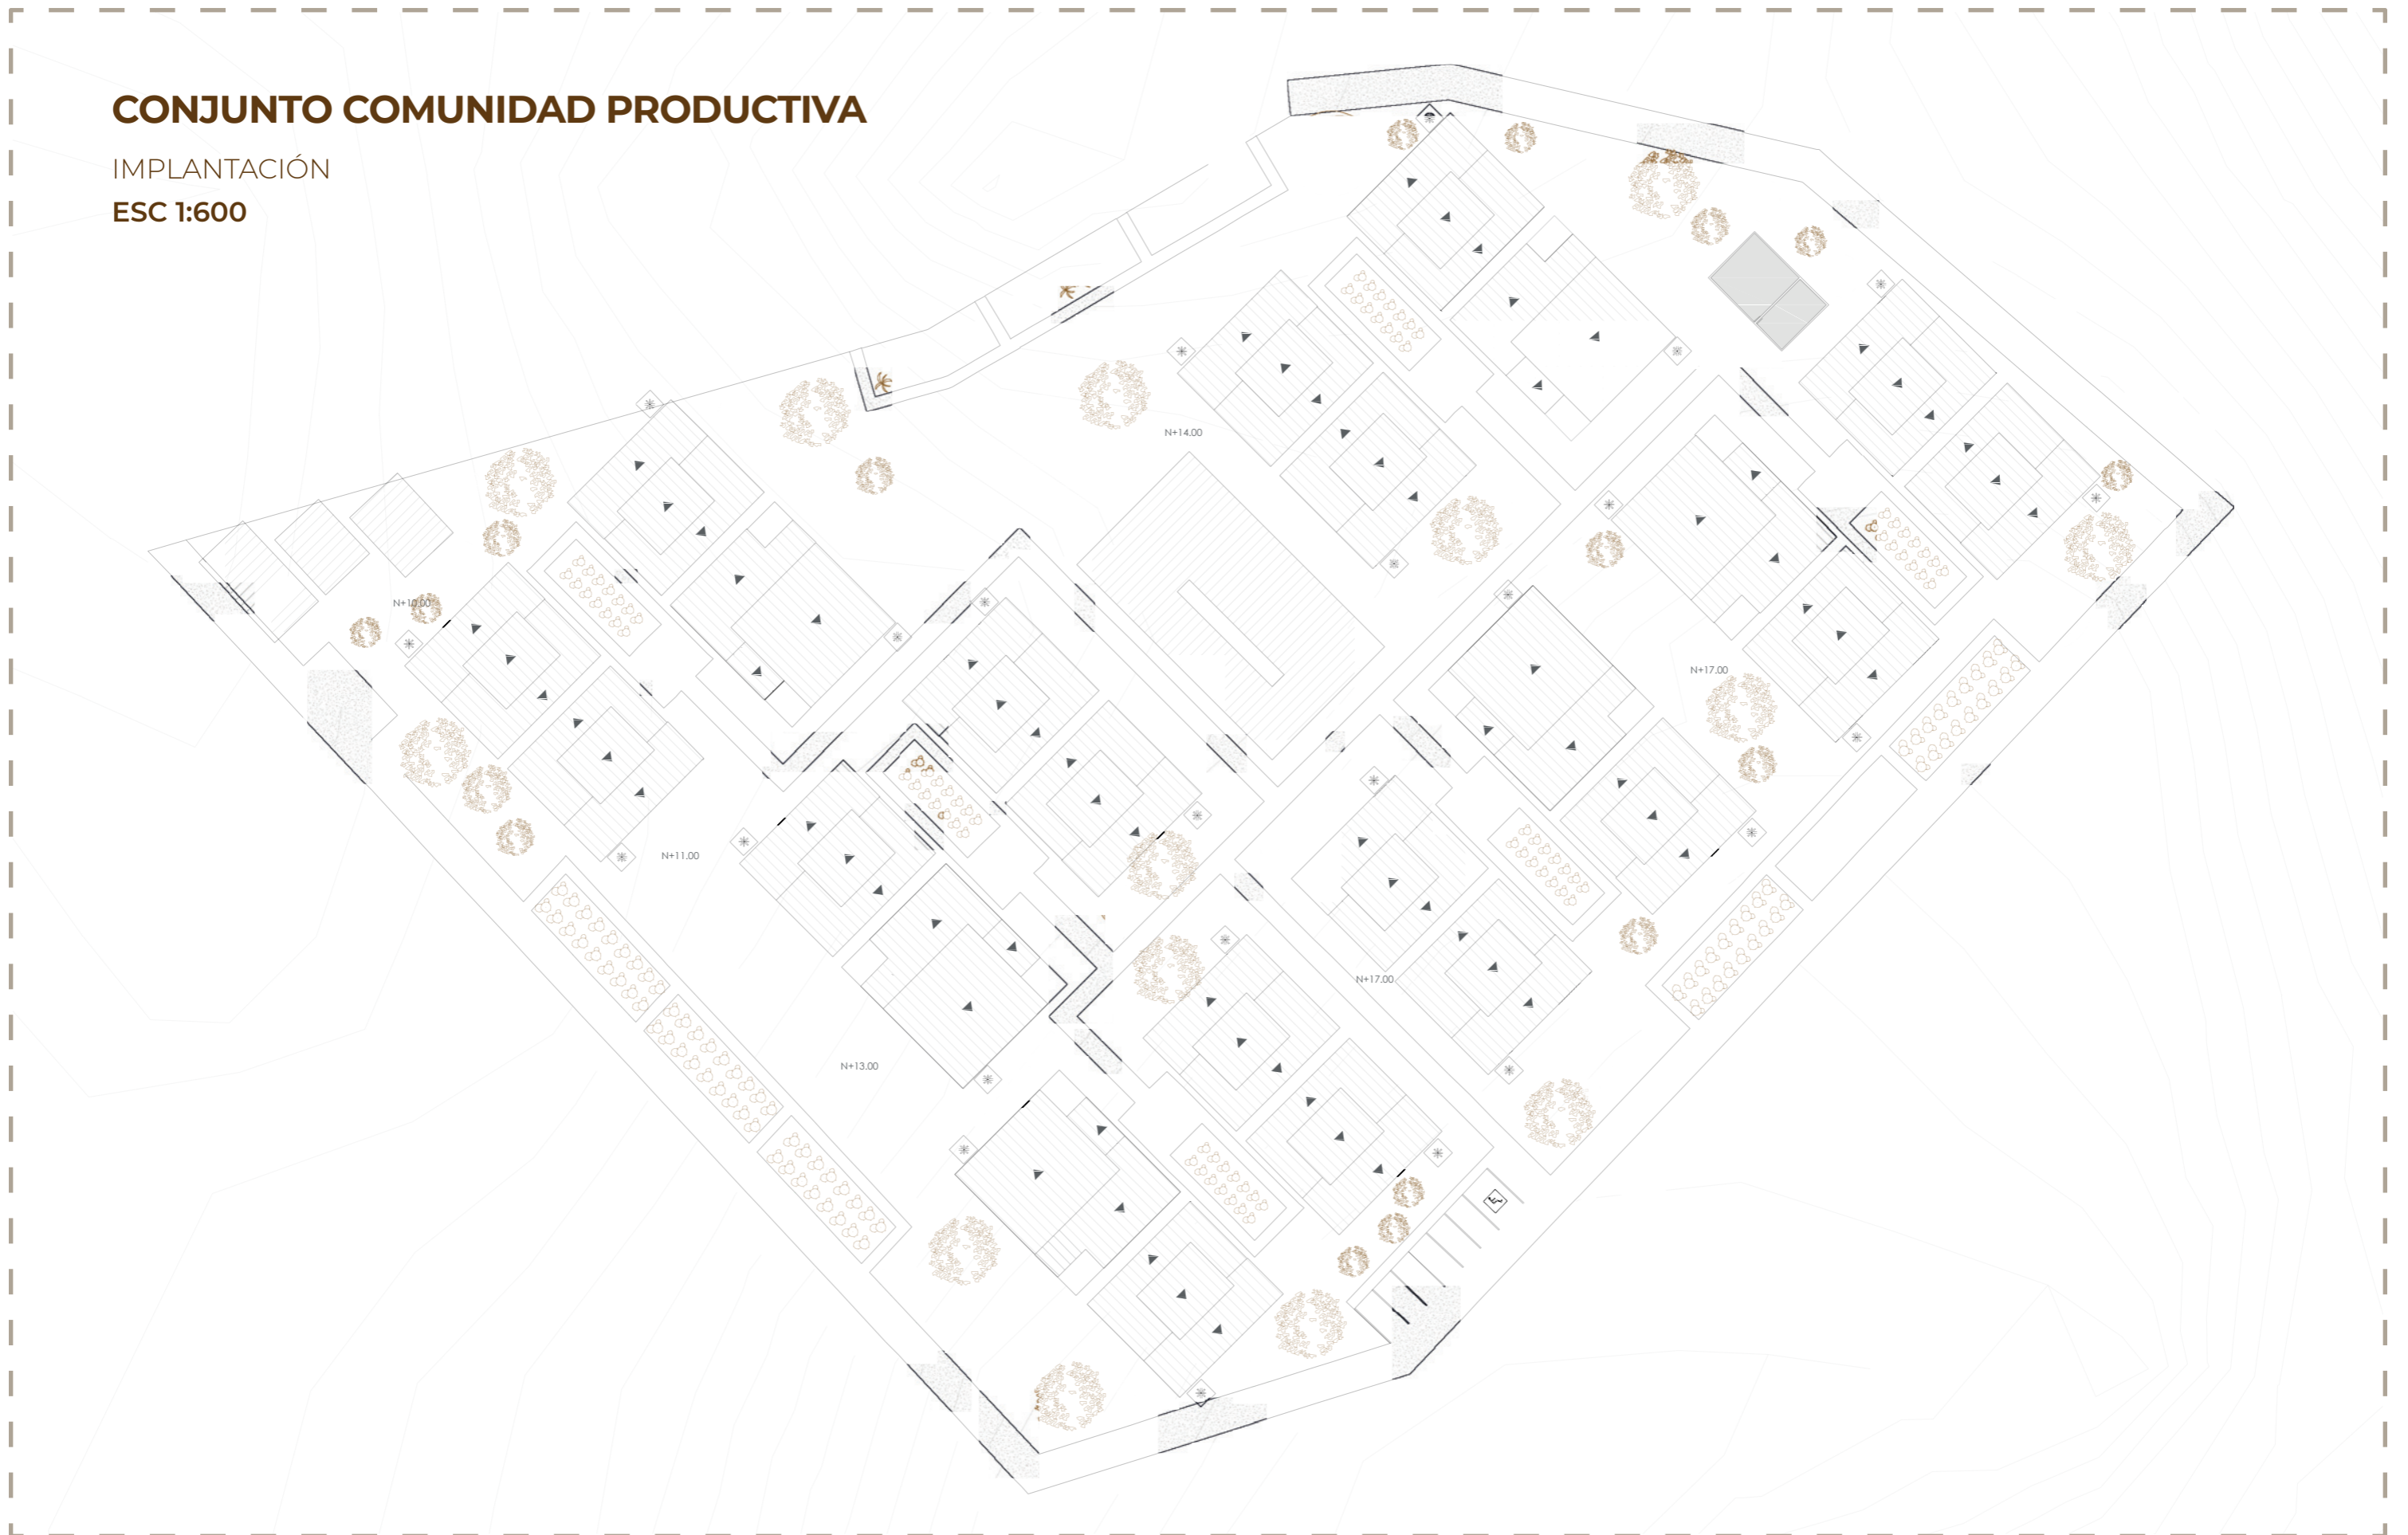 CONJUNTO COMUNIDAD PRODUCTIVA
IMPLANTACIÓN
ESC 1:600
N+14.00
N+10.00
N+17.00
N+11.00
N+17.00
N+13.00